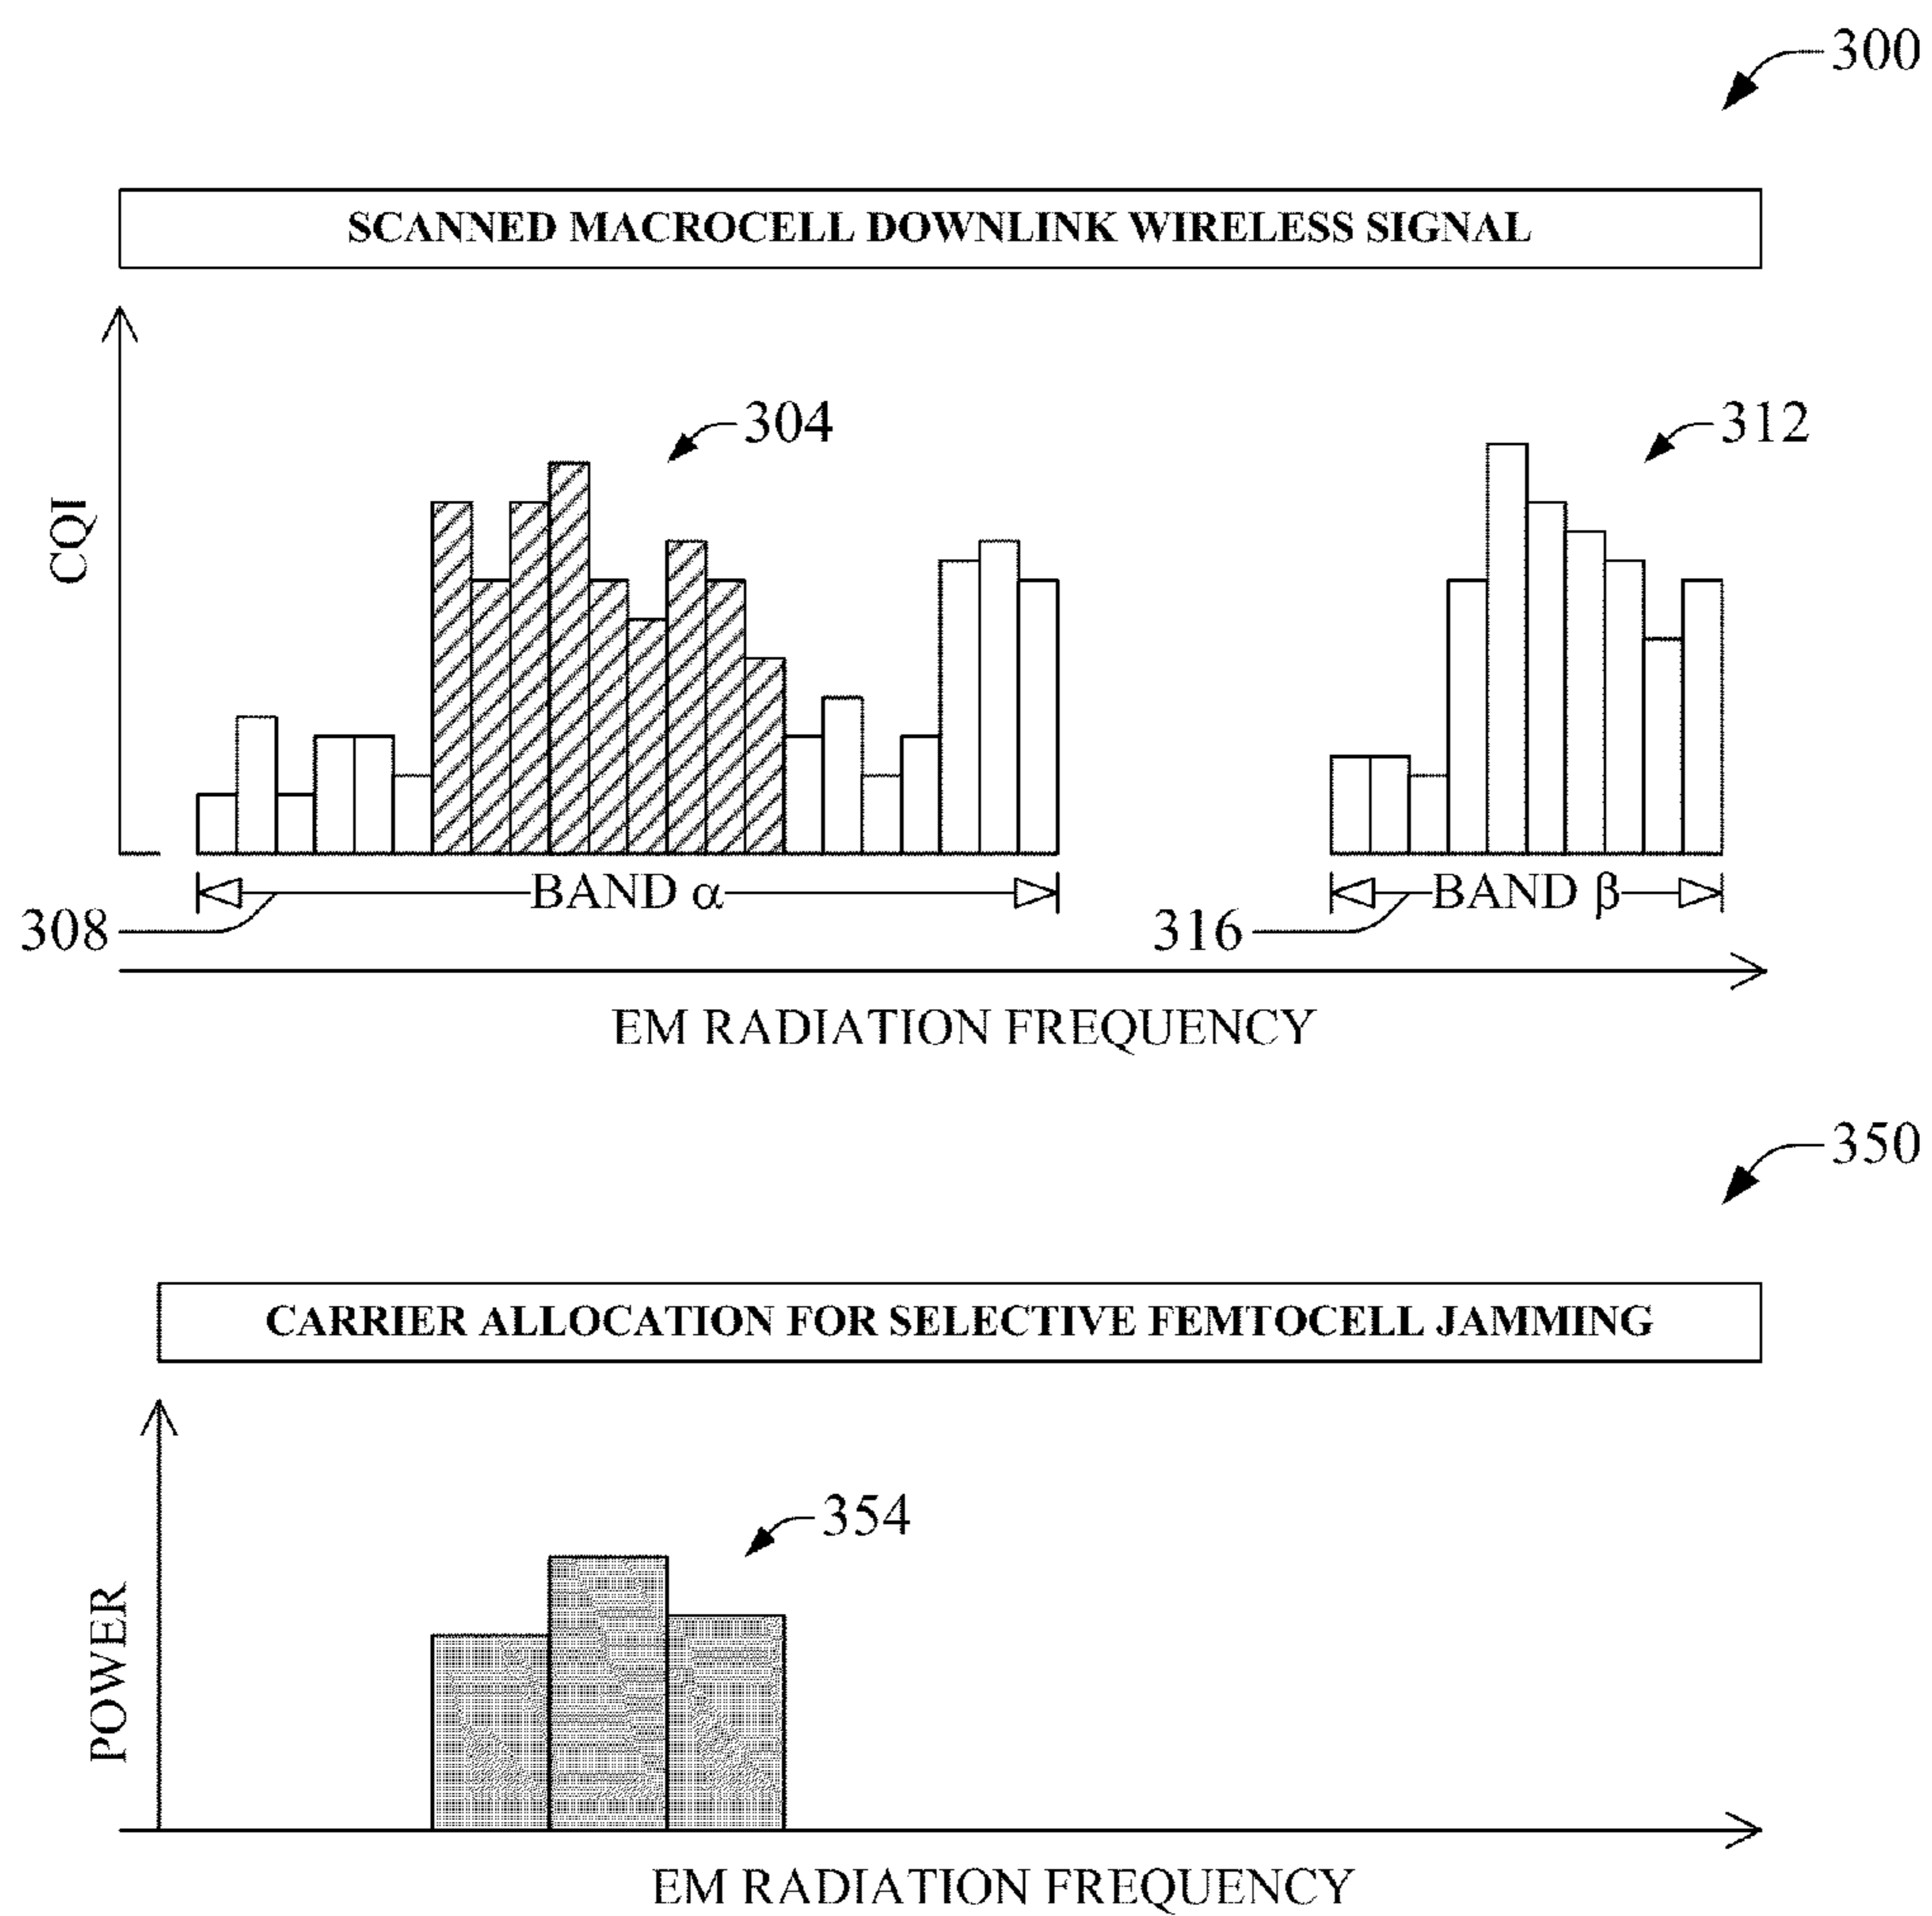 300
SCANNED MACROCELL DOWNLINK WIRELESS SIGNAL
304
312
CQI
BAND α
BAND β
308
316
EM RADIATION FREQUENCY
350
CARRIER ALLOCATION FOR SELECTIVE FEMTOCELL JAMMING
354
POWER
EM RADIATION FREQUENCY